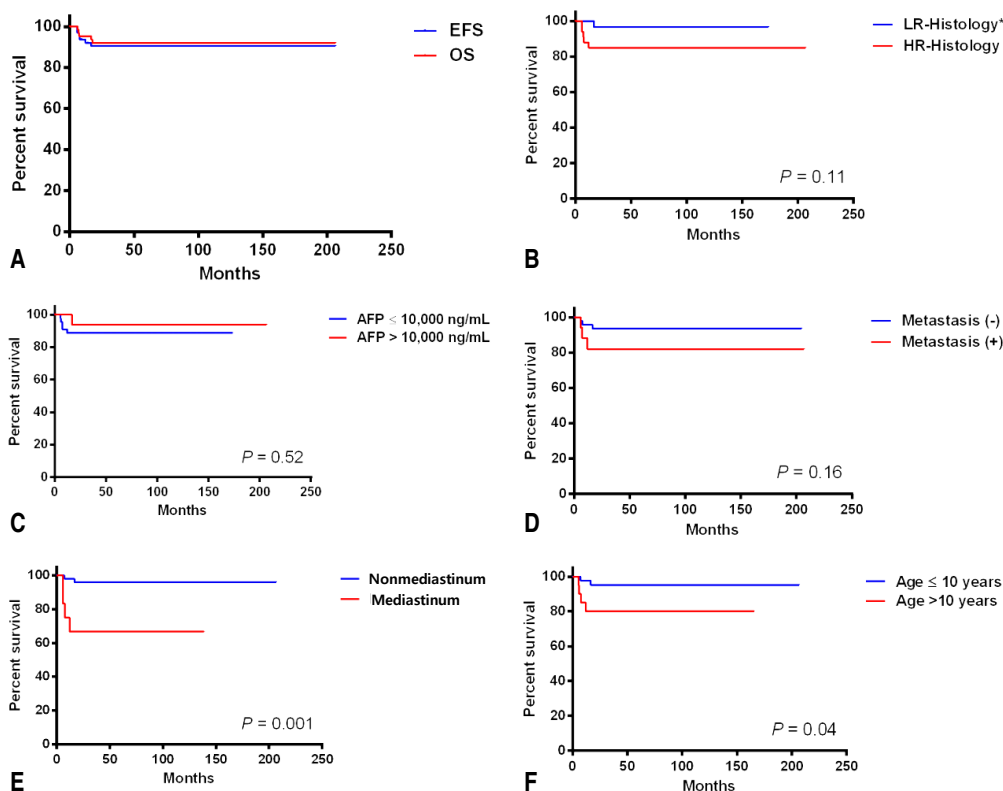 100
80
60
40
20
0
Percent survival
0 50 100 150 200 250
Months
EFS
OS
A
100
80
60
40
20
0
Percent survival
0 50 100 150 200 250
Months
LR-Histology*
HR-Histology
P = 0.11
B
100
80
60
40
20
0
Percent survival
0 50 100 150 200 250
Months
AFP ≤ 10,000 ng/mL
AFP > 10,000 ng/mL
P = 0.52
C
100
80
60
40
20
0
Percent survival
0 50 100 150 200 250
Months
Metastasis (-)
Metastasis (+)
P = 0.16
D
100
80
60
40
20
0
Percent survival
0 50 100 150 200 250
Months
Nonmediastinum
Mediastinum
P = 0.001
E
100
80
60
40
20
0
Percent survival
0 50 100 150 200 250
Months
Age ≤ 10 years
Age >10 years
P = 0.04
F